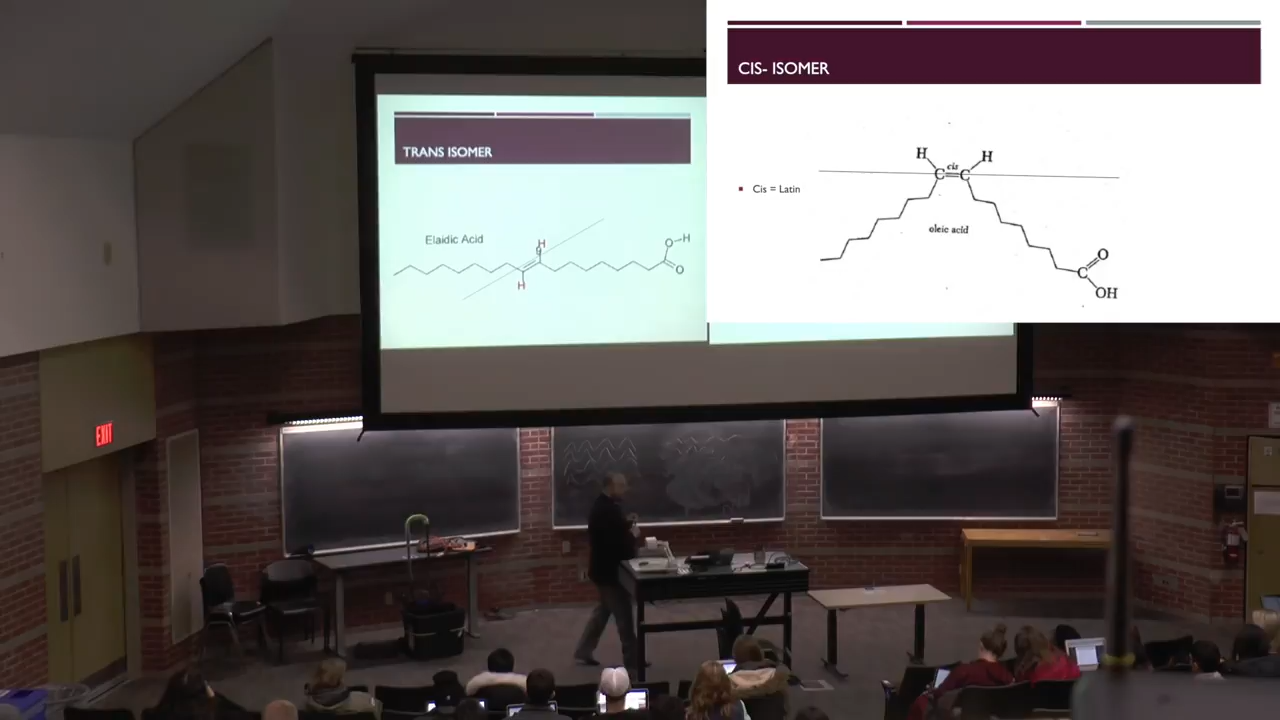 TRANS ISOMER
Elaidic Acid
H
H
O-H
O
EXIT
CIS- ISOMER
Cis = Latin
H
H
cis
C=C
oleic acid
O
C
OH